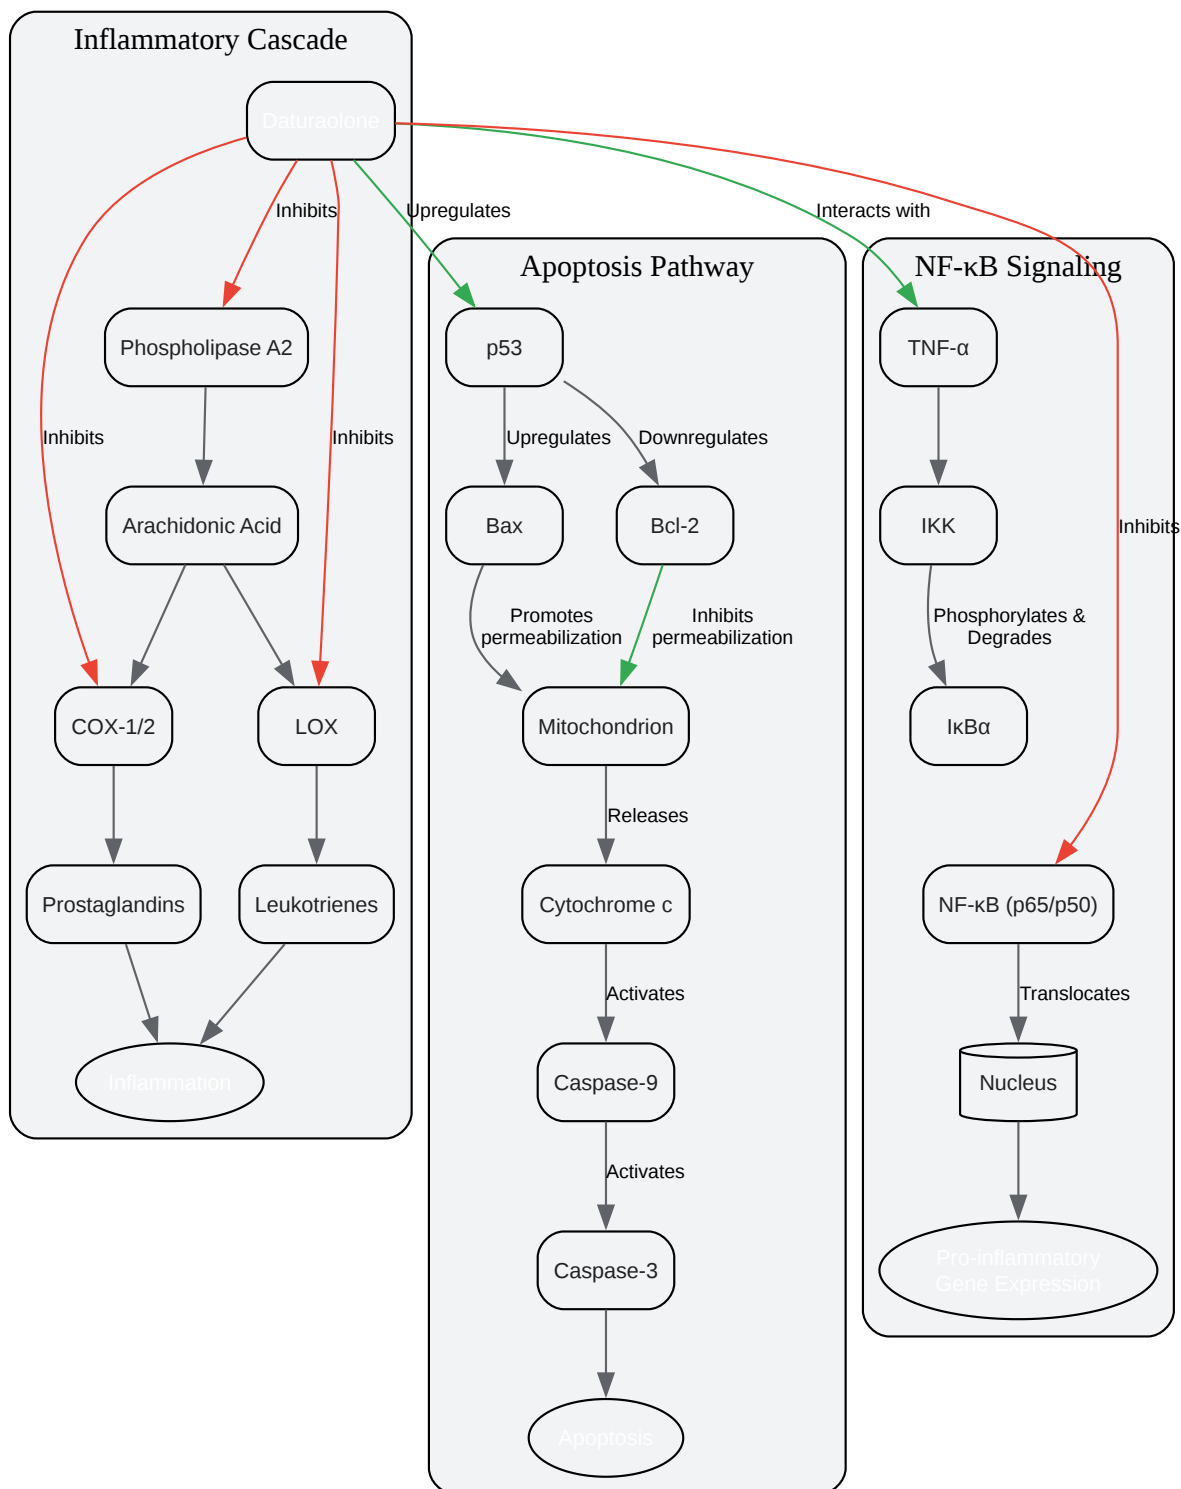 Inflammatory Cascade
Daturaolone
Inhibits
Upregulates
Interacts with
Apoptosis Pathway
NF-κB Signaling
Phospholipase A2
p53
TNF-α
Inhibits
Inhibits
Upregulates
Downregulates
Arachidonic Acid
Bax
Bcl-2
IKK
Inhibits
Promotes
permeabilization
Inhibits
permeabilization
Phosphorylates &
Degrades
COX-1/2
LOX
Mitochondrion
IκBα
Releases
Prostaglandins
Leukotrienes
Cytochrome c
NF-κB (p65/p50)
Activates
Translocates
Inflammation
Caspase-9
Nucleus
Activates
Caspase-3
Pro-inflammatory
Gene Expression
Apoptosis